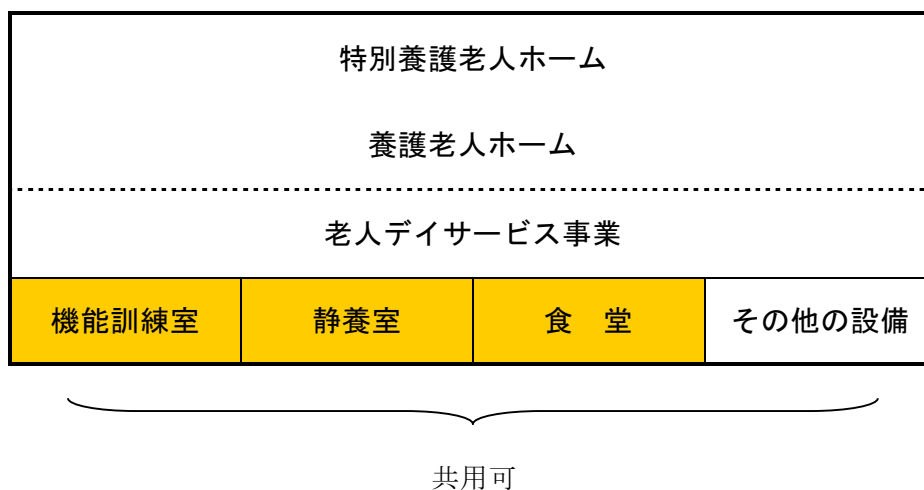 特別養護老人ホーム
養護老人ホーム
老人デイサービス事業
機能訓練室 静養室 食　堂 その他の設備
共用可